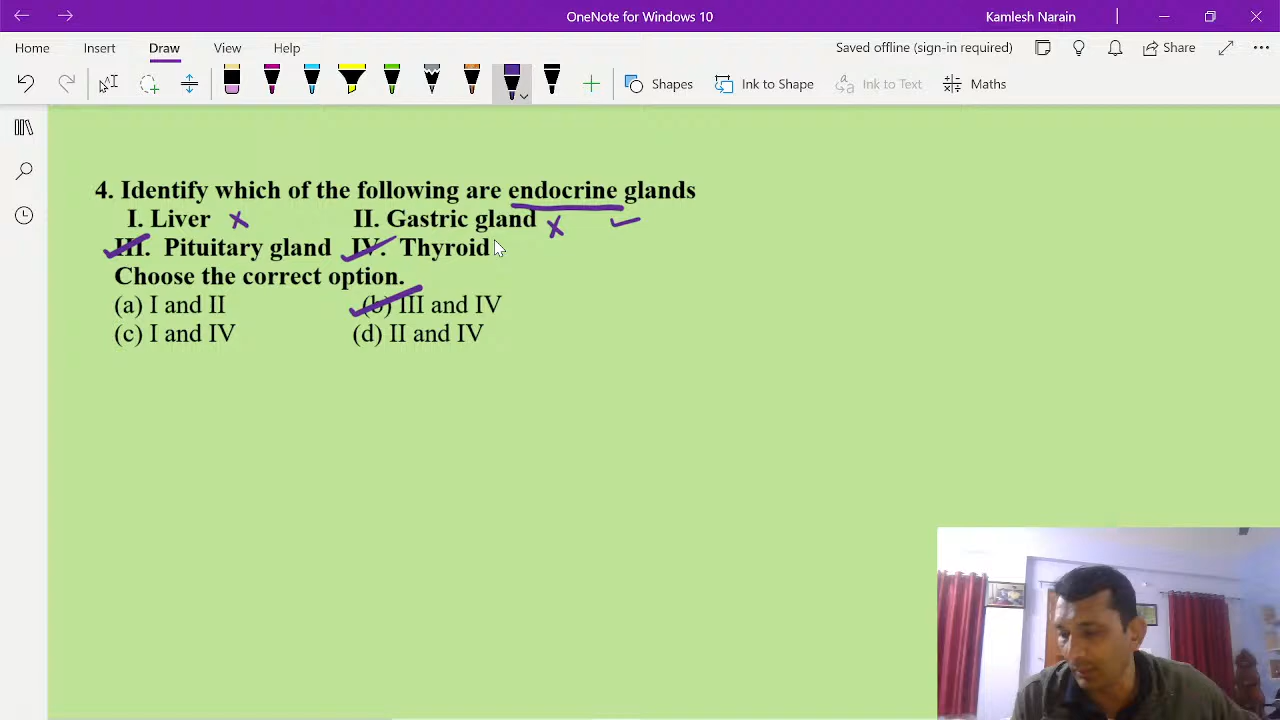 OneNote for Windows 10
Kamlesh Narain
Home Insert Draw View Help
Saved offline (sign-in required)
Share
Shapes
Ink to Shape
Ink to Text
Maths
4. Identify which of the following are endocrine glands
I. Liver II. Gastric gland
III. Pituitary gland IV. Thyroid
Choose the correct option.
(a) I and II (b) III and IV
(c) I and IV (d) II and IV